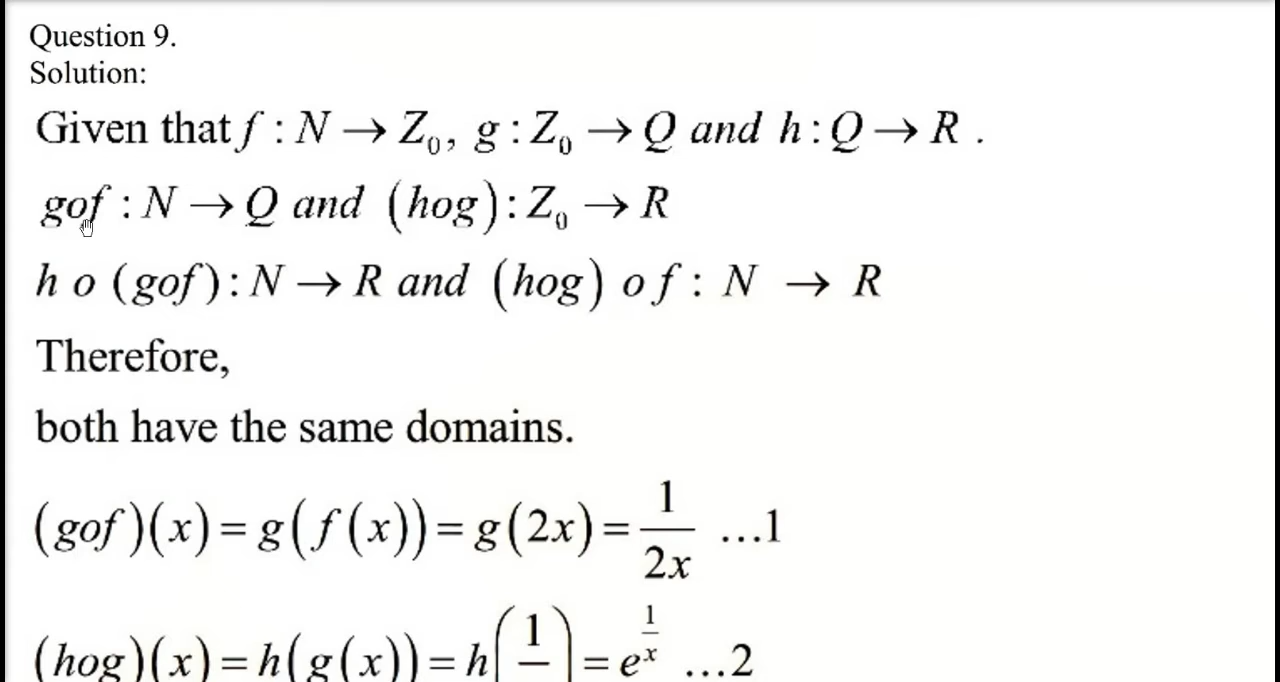 Question 9.
Solution:
Given that f : N → Z₀, g : Z₀ → Q and h : Q → R .
gof : N → Q and (hog) : Z₀ → R
h o (gof) : N → R and (hog) o f : N → R
Therefore,
both have the same domains.
(gof)(x) = g(f(x)) = g(2x) = 1/2x ...1
(hog)(x) = h(g(x)) = h(1/ ) = e^(1/x) ...2